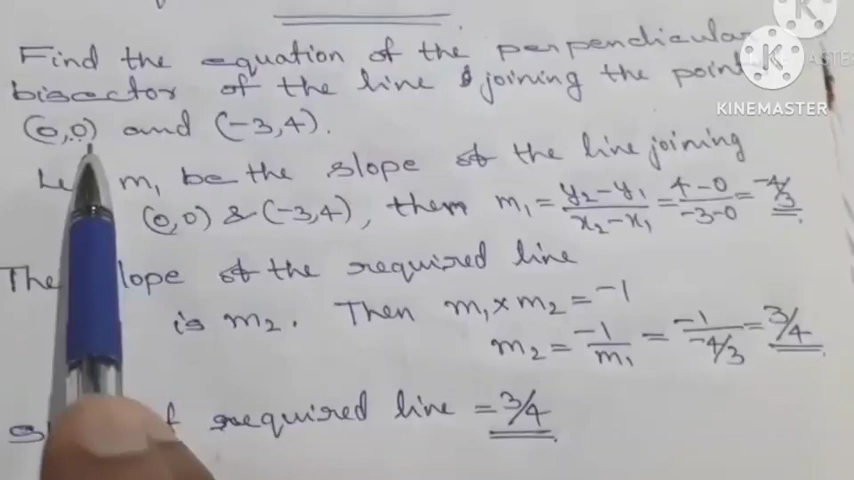 Find the equation of the perpendicular
bisector of the line joining the point
(0,0) and (-3,4).
m₁ be the slope of the line joining
(0,0) & (-3,4), then m₁ = y₂-y₁/x₂-x₁ = 4-0/-3-0 = -4/3
The slope of the required line
is m₂. Then m₁ x m₂ = -1
m₂ = -1/m₁ = -1/-4/3 = 3/4
required line = 3/4
KINEMASTER